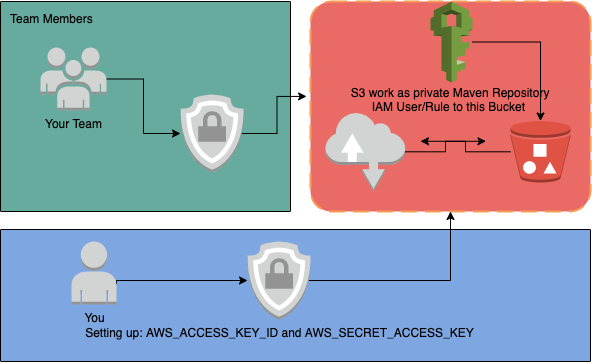 Team Members
Your Team
S3 work as private Maven Repository
IAM User/Rule to this Bucket
You
Setting up: AWS_ACCESS_KEY_ID and AWS_SECRET_ACCESS_KEY